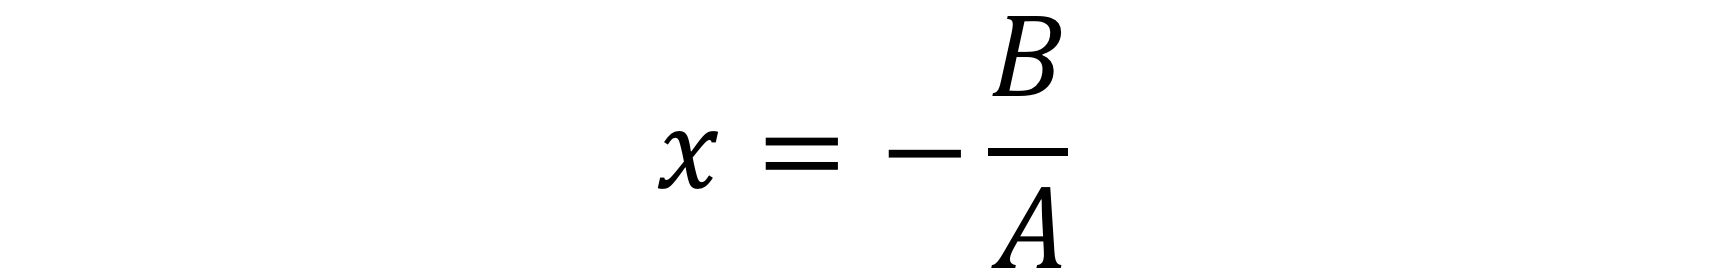 x = −B/A